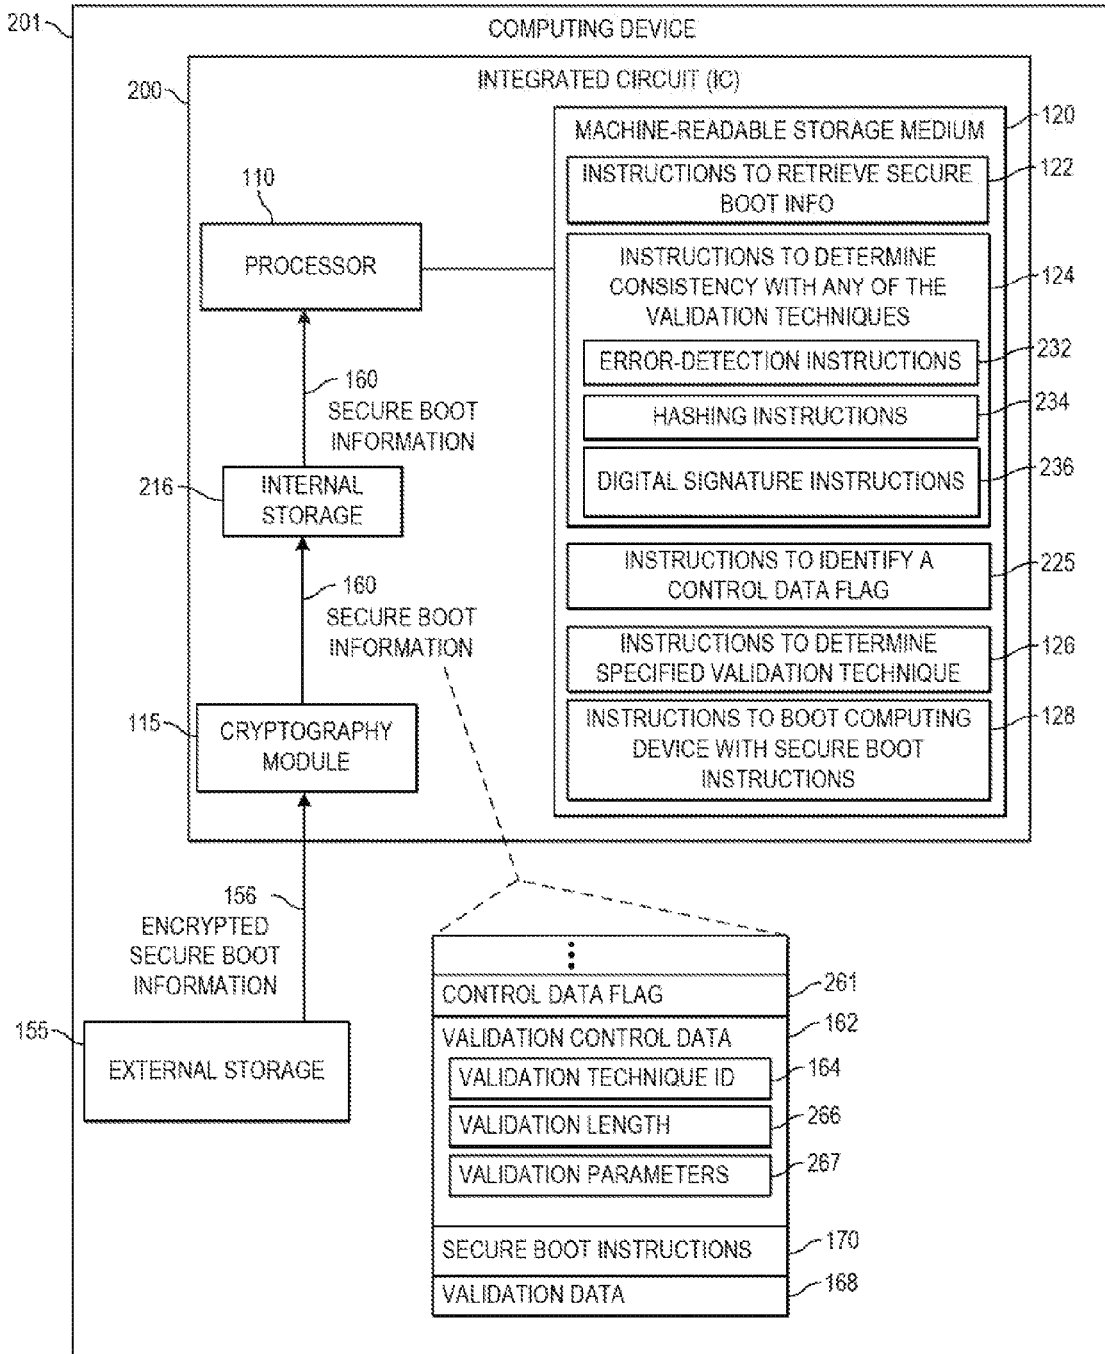 201
COMPUTING DEVICE
200
INTEGRATED CIRCUIT (IC)
120
MACHINE-READABLE STORAGE MEDIUM
INSTRUCTIONS TO RETRIEVE SECURE
BOOT INFO
122
110
PROCESSOR
INSTRUCTIONS TO DETERMINE
CONSISTENCY WITH ANY OF THE
VALIDATION TECHNIQUES
124
ERROR-DETECTION INSTRUCTIONS
232
HASHING INSTRUCTIONS
234
DIGITAL SIGNATURE INSTRUCTIONS
236
160
SECURE BOOT
INFORMATION
216
INTERNAL
STORAGE
INSTRUCTIONS TO IDENTIFY A
CONTROL DATA FLAG
225
160
SECURE BOOT
INFORMATION
INSTRUCTIONS TO DETERMINE
SPECIFIED VALIDATION TECHNIQUE
126
115
CRYPTOGRAPHY
MODULE
INSTRUCTIONS TO BOOT COMPUTING
DEVICE WITH SECURE BOOT
INSTRUCTIONS
128
156
ENCRYPTED
SECURE BOOT
INFORMATION
155
EXTERNAL STORAGE
CONTROL DATA FLAG
261
VALIDATION CONTROL DATA
162
VALIDATION TECHNIQUE ID
164
VALIDATION LENGTH
266
VALIDATION PARAMETERS
267
SECURE BOOT INSTRUCTIONS
170
VALIDATION DATA
168